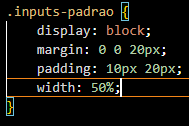 .inputs-padrao {
    display: block;
    margin: 0 0 20px;
    padding: 10px 20px;
    width: 50%;
}